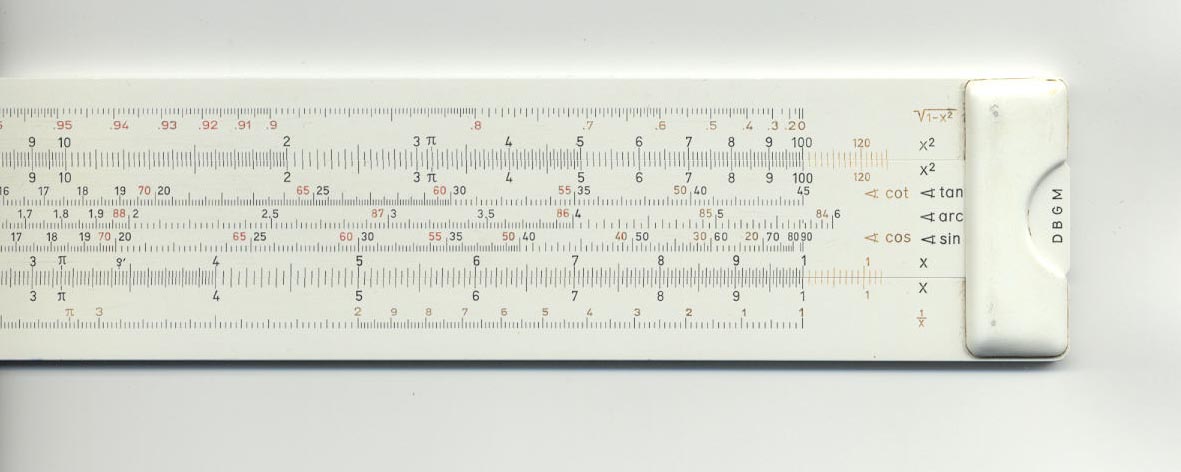 .95 .94 .93 .92 .91 .9 .8 .7 .6 .5 .4 .3 .2 0 √1-x²
9 10 2 3 π 4 5 6 7 8 9 100 120 x²
9 10 2 3 π 4 5 6 7 8 9 100 120 x²
16 17 18 19 70 20 65 25 60 30 55 35 50 40 45 ∢ cot ∢ tan
1,7 1,8 1,9 88 2 2,5 87 3 3,5 86 4 85 5 84 6 ∢ arc
17 18 19 70 20 65 25 60 30 55 35 50 40 40 50 30 60 20 70 80 90 ∢ cos ∢ sin
3 π ϱ' 4 5 6 7 8 9 1 1 x
3 π 4 5 6 7 8 9 1 1 x
π 3 2 9 8 7 6 5 4 3 2 1 1 1/x
DBGM